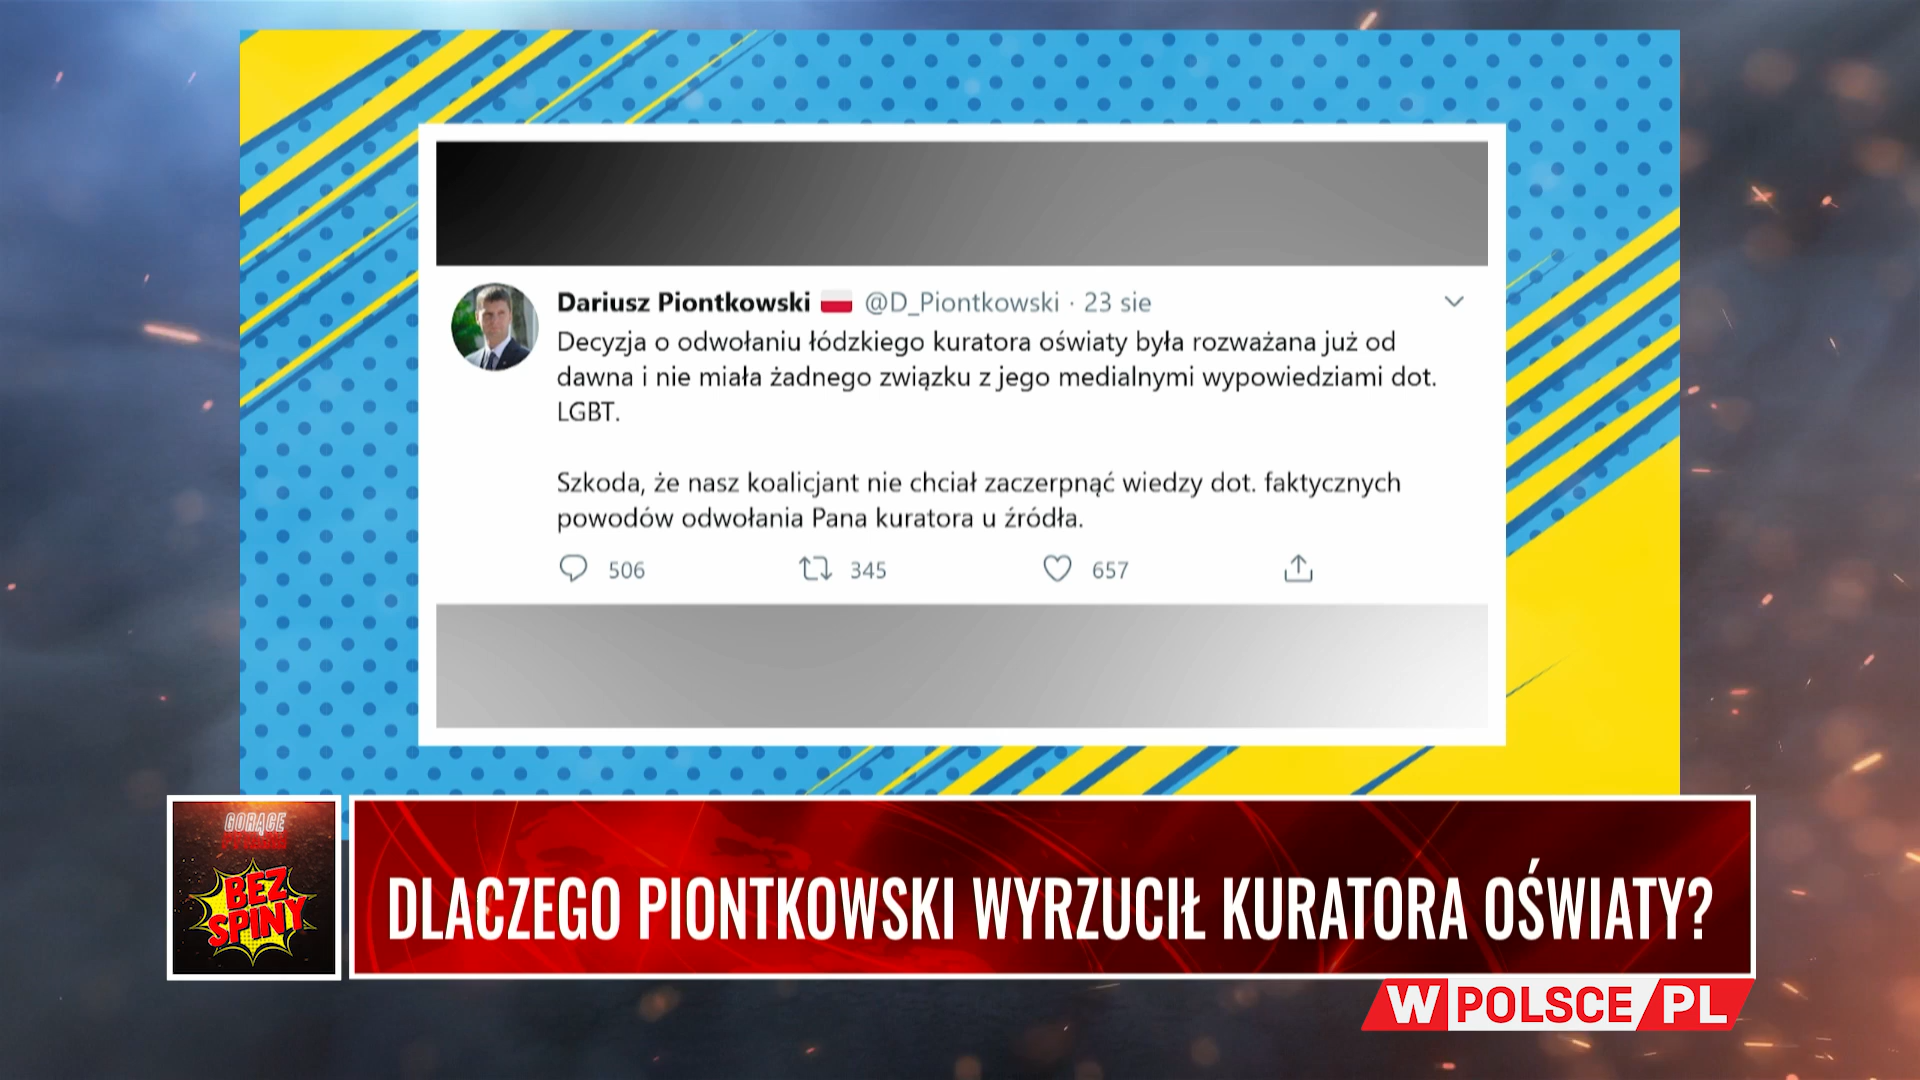 Dariusz Piontkowski @D_Piontkowski · 23 sie
Decyzja o odwołaniu łódzkiego kuratora oświaty była rozważana już od
dawna i nie miała żadnego związku z jego medialnymi wypowiedziami dot.
LGBT.
Szkoda, że nasz koalicjant nie chciał zaczerpnąć wiedzy dot. faktycznych
powodów odwołania Pana kuratora u źródła.
506 345 657
GORĄCE
BEZ
SPINY
DLACZEGO PIONTKOWSKI WYRZUCIŁ KURATORA OŚWIATY?
WPOLSCE/PL